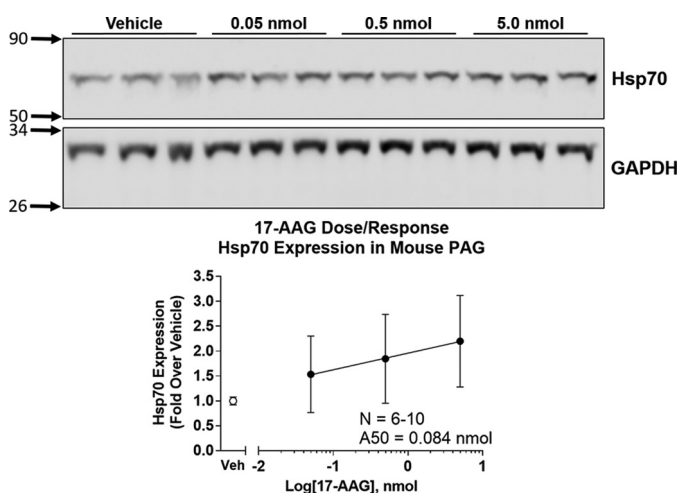 Vehicle 0.05 nmol 0.5 nmol 5.0 nmol
90
Hsp70
50
34
GAPDH
26
17-AAG Dose/Response
Hsp70 Expression in Mouse PAG
Hsp70 Expression
(Fold Over Vehicle)
3.5
3.0
2.5
2.0
1.5
1.0
0.5
0.0
N = 6-10
A50 = 0.084 nmol
Veh -2 -1 0 1
Log[17-AAG], nmol